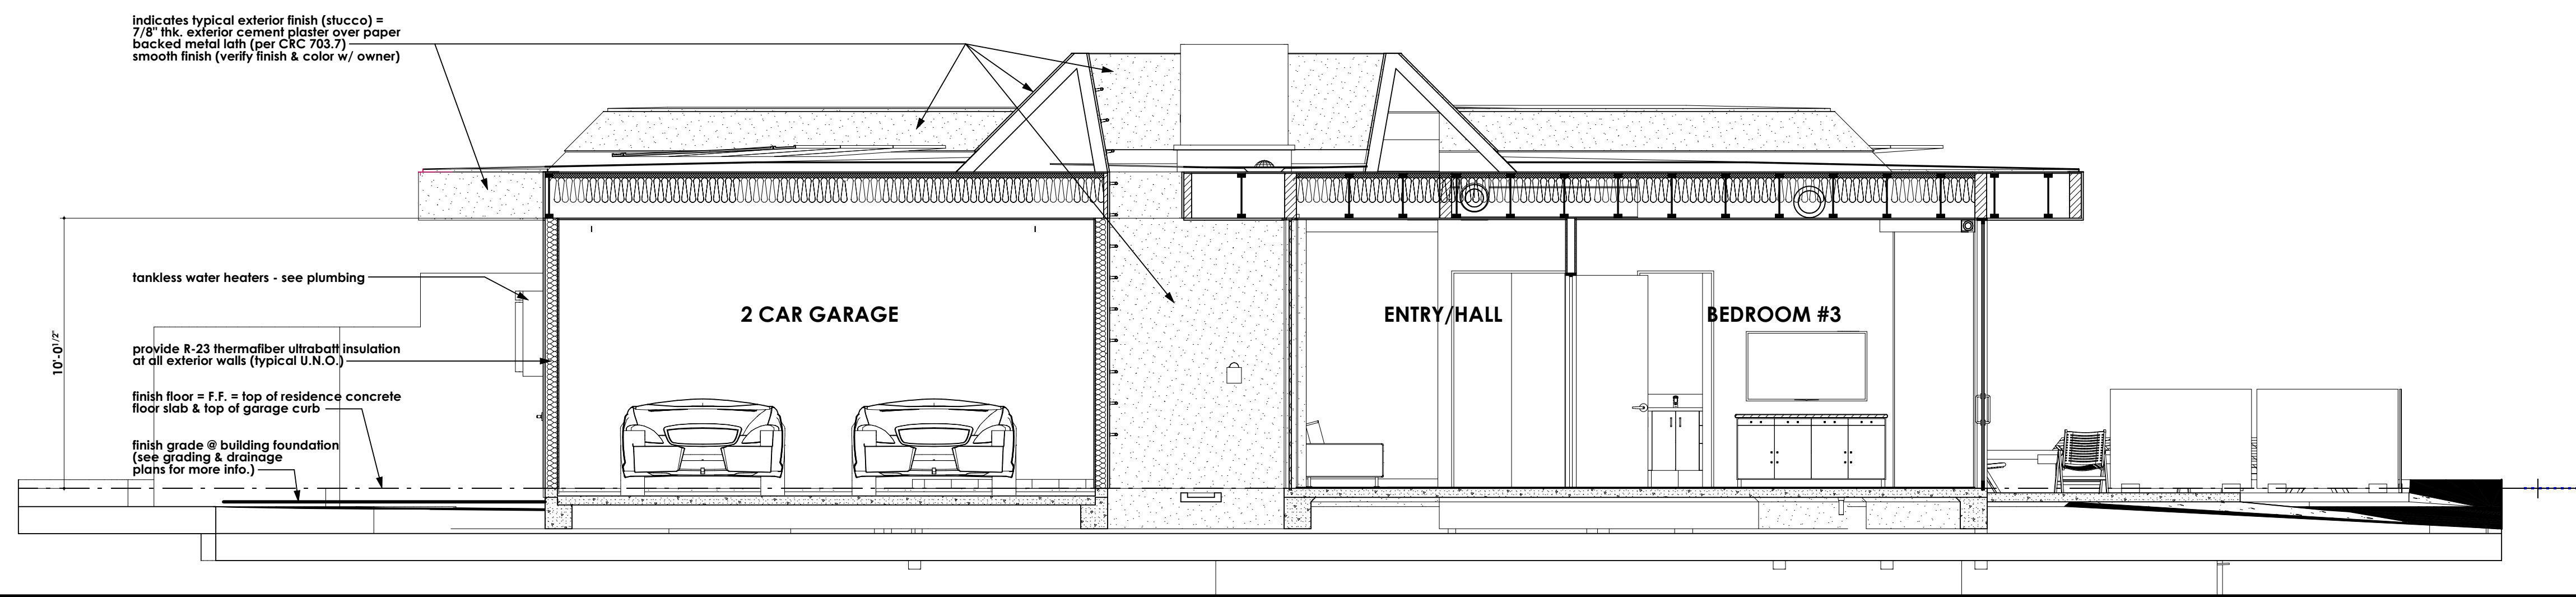 indicates typical exterior finish (stucco) =
7/8" thk. exterior cement plaster over paper
backed metal lath (per CRC 703.7)
smooth finish (verify finish & color w/ owner)
tankless water heaters - see plumbing
2 CAR GARAGE
ENTRY/HALL
BEDROOM #3
10'-0 1/2"
provide R-23 thermafiber ultrabatt insulation
at all exterior walls (typical U.N.O.)
finish floor = F.F. = top of residence concrete
floor slab & top of garage curb
finish grade @ building foundation
(see grading & drainage
plans for more info.)